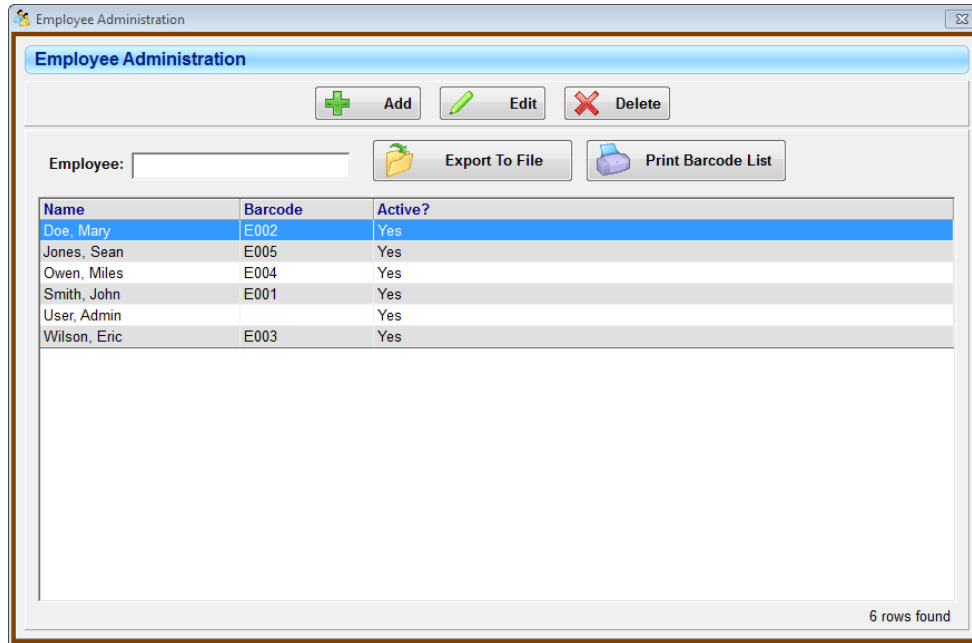 Employee Administration
Employee Administration
Add Edit Delete
Employee: Export To File Print Barcode List
Name Barcode Active?
Doe, Mary E002 Yes
Jones, Sean E005 Yes
Owen, Miles E004 Yes
Smith, John E001 Yes
User, Admin Yes
Wilson, Eric E003 Yes
6 rows found